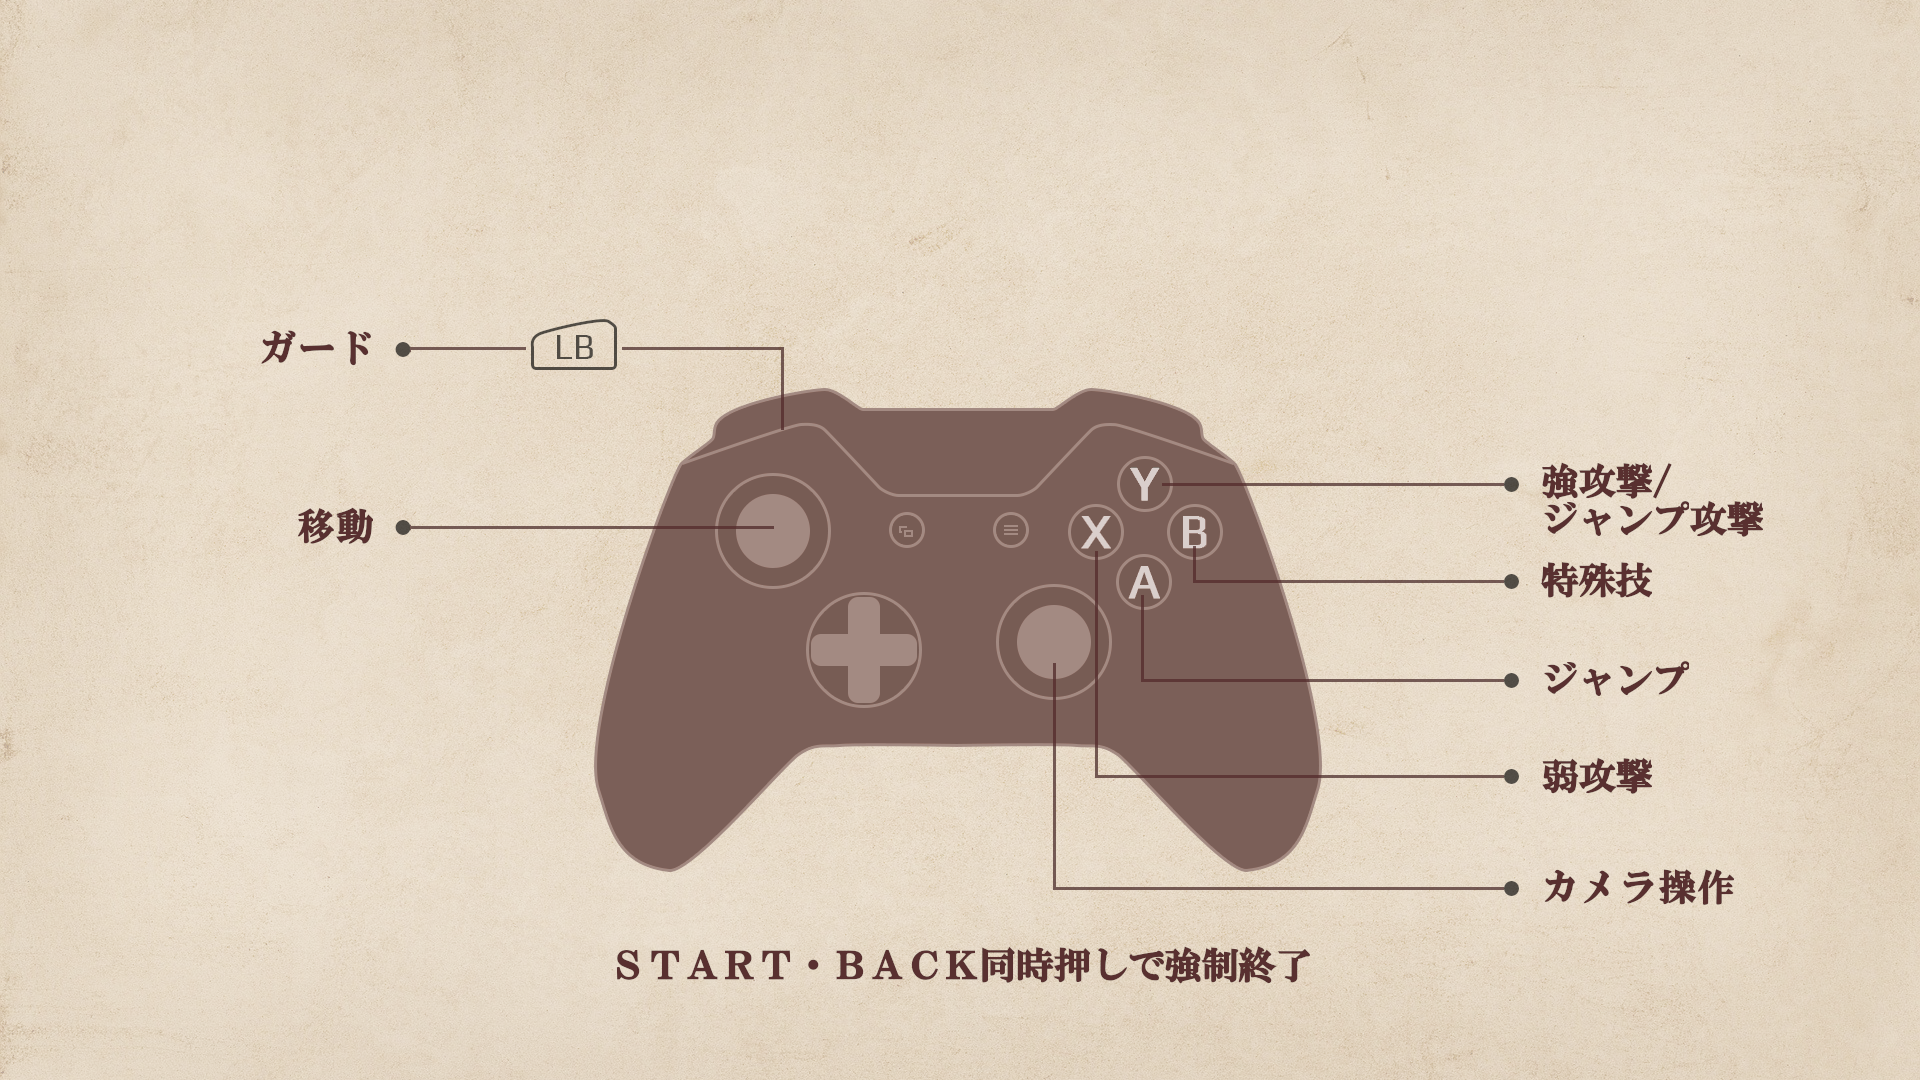 ガード
LB
移動
Y
X
B
A
強攻撃/
ジャンプ攻撃
特殊技
ジャンプ
弱攻撃
カメラ操作
START・BACK同時押しで強制終了